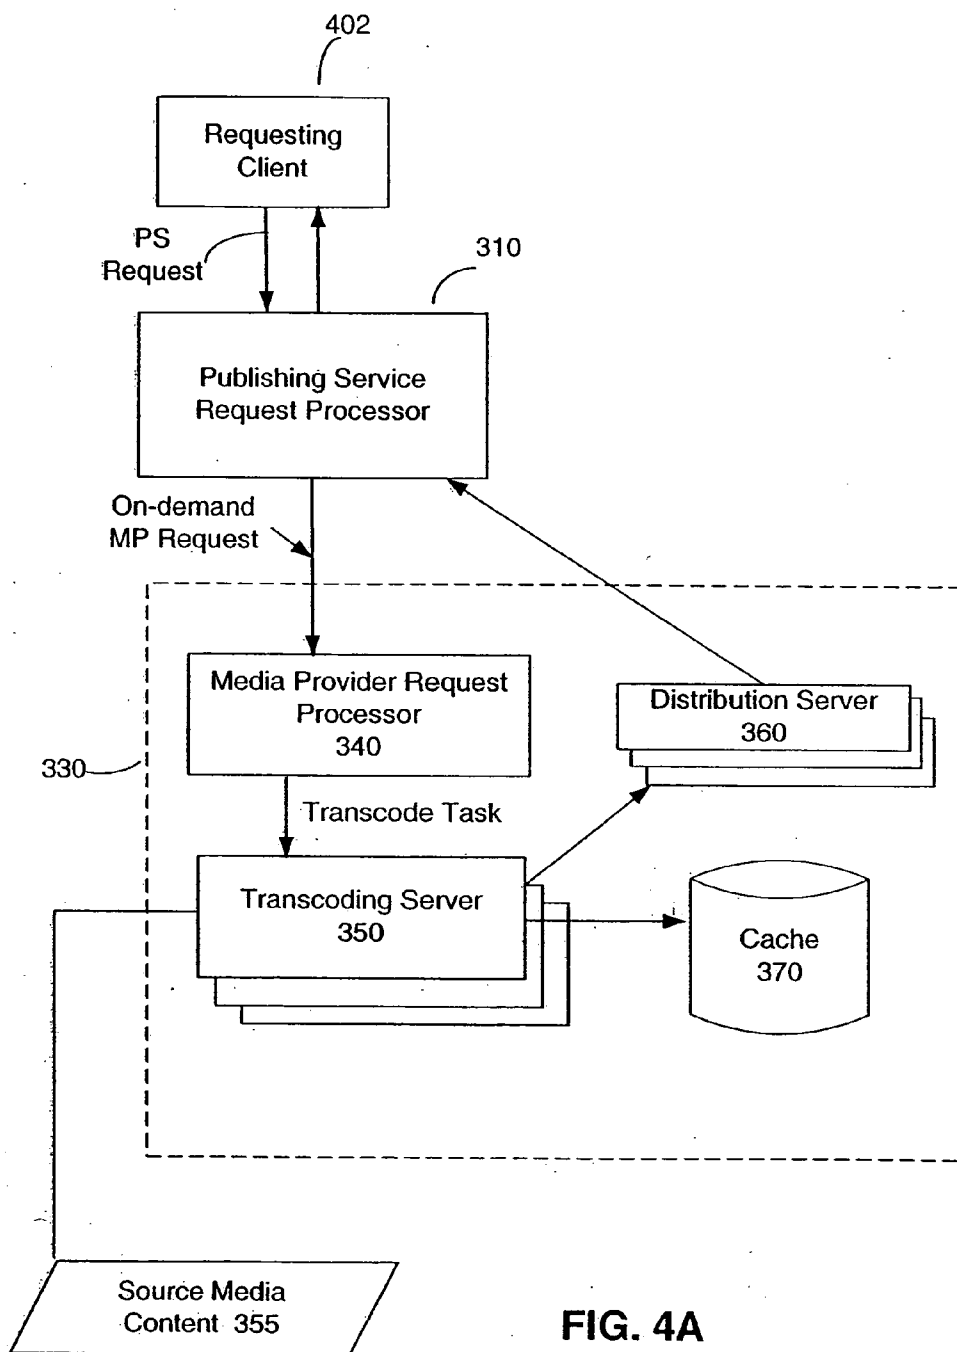 402
Requesting
Client
PS
Request
310
Publishing Service
Request Processor
On-demand
MP Request
Media Provider Request
Processor
340
Distribution Server
360
330
Transcode Task
Transcoding Server
350
Cache
370
Source Media
Content 355
FIG. 4A